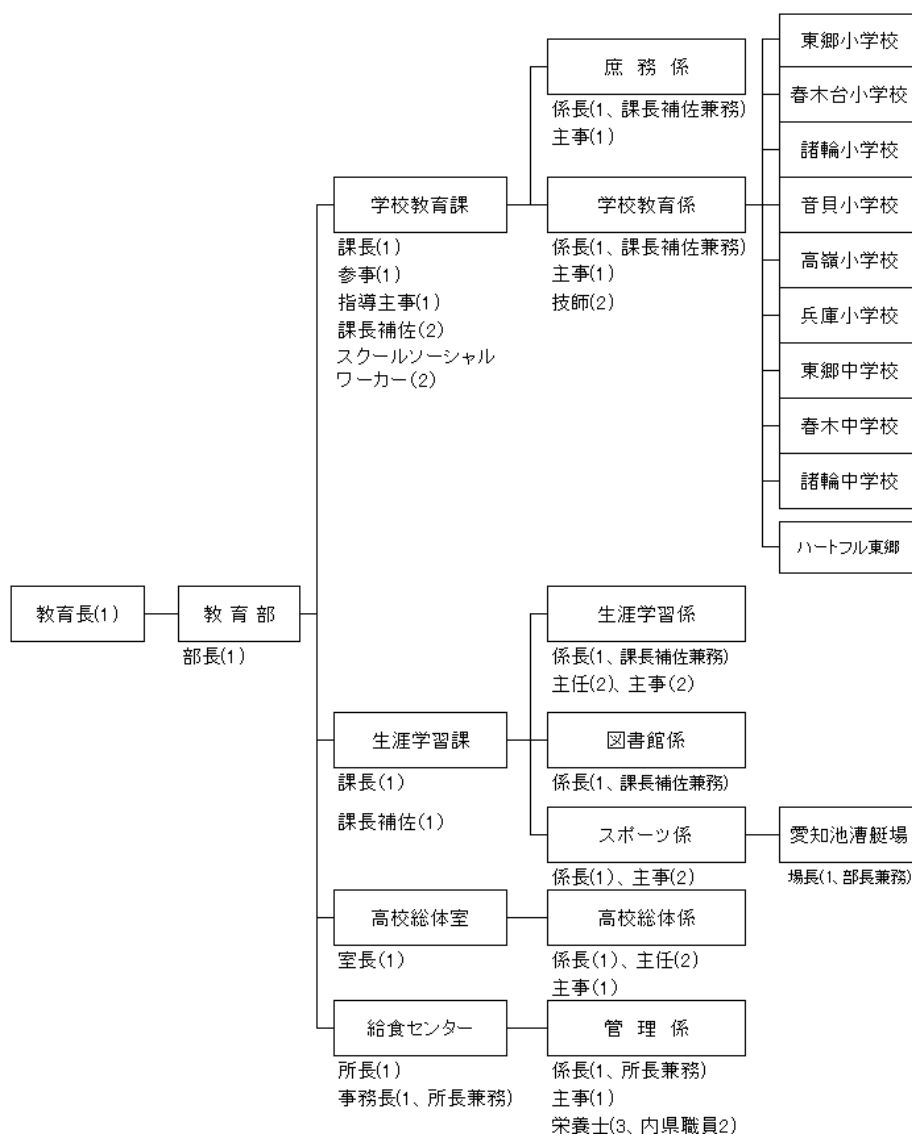 東郷小学校
庶 務 係
春木台小学校
係長(1、課長補佐兼務)
主事(1)
諸輪小学校
学校教育課
学校教育係
音貝小学校
課長(1)
参事(1)
指導主事(1)
課長補佐(2)
スクールソーシャル
ワーカー(2)
係長(1、課長補佐兼務)
主事(1)
技師(2)
高嶺小学校
兵庫小学校
東郷中学校
春木中学校
諸輪中学校
ハートフル東郷
教育長(1)
教 育 部
部長(1)
生涯学習係
係長(1、課長補佐兼務)
主任(2)、主事(2)
生涯学習課
課長(1)
課長補佐(1)
図書館係
係長(1、課長補佐兼務)
スポーツ係
係長(1)、主事(2)
愛知池漕艇場
場長(1、部長兼務)
高校総体室
室長(1)
高校総体係
係長(1)、主任(2)
主事(1)
給食センター
所長(1)
事務長(1、所長兼務)
管 理 係
係長(1、所長兼務)
主事(1)
栄養士(3、内県職員2)